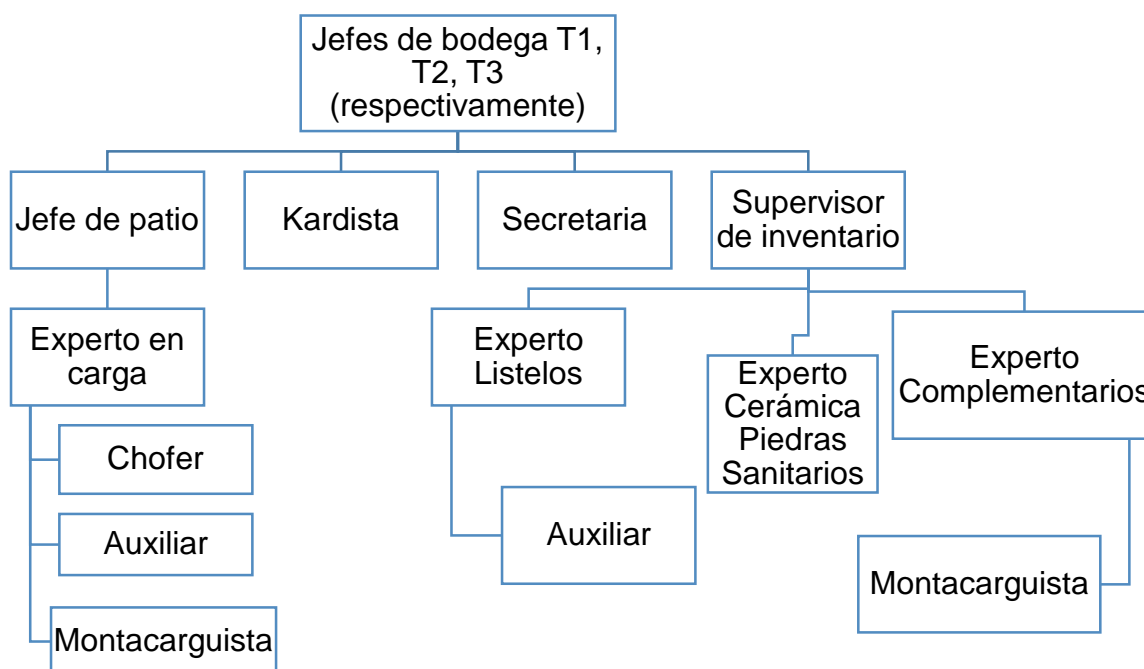 Jefes de bodega T1,
T2, T3
(respectivamente)
Jefe de patio
Kardista
Secretaria
Supervisor
de inventario
Experto en
carga
Experto
Listelos
Experto
Cerámica
Piedras
Sanitarios
Experto
Complementarios
Chofer
Auxiliar
Montacarguista
Auxiliar
Montacarguista